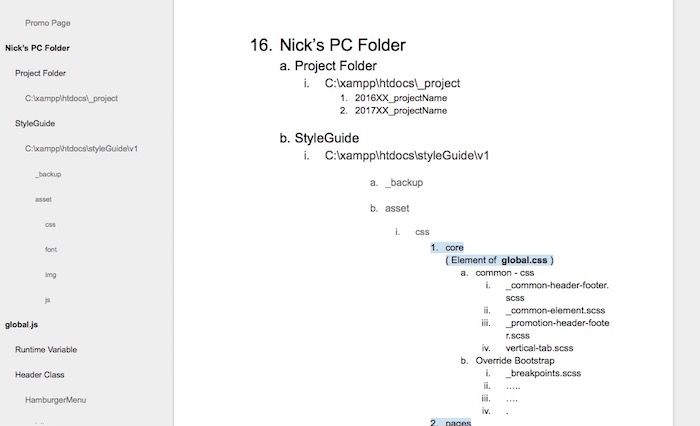 Promo Page
Nick's PC Folder
Project Folder
C:\xampp\htdocs\_project
StyleGuide
C:\xampp\htdocs\styleGuide\v1
_backup
asset
css
font
img
js
global.js
Runtime Variable
Header Class
HamburgerMenu
16. Nick's PC Folder
a. Project Folder
i. C:\xampp\htdocs\_project
1. 2016XX_projectName
2. 2017XX_projectName
b. StyleGuide
i. C:\xampp\htdocs\styleGuide\v1
a. _backup
b. asset
i. css
1. core
( Element of global.css )
a. common - css
i. _common-header-footer.
scss
ii. _common-element.scss
iii. _promotion-header-foote
r.scss
iv. vertical-tab.scss
b. Override Bootstrap
i. _breakpoints.scss
ii. .....
iii. ....
iv. .
2. pages